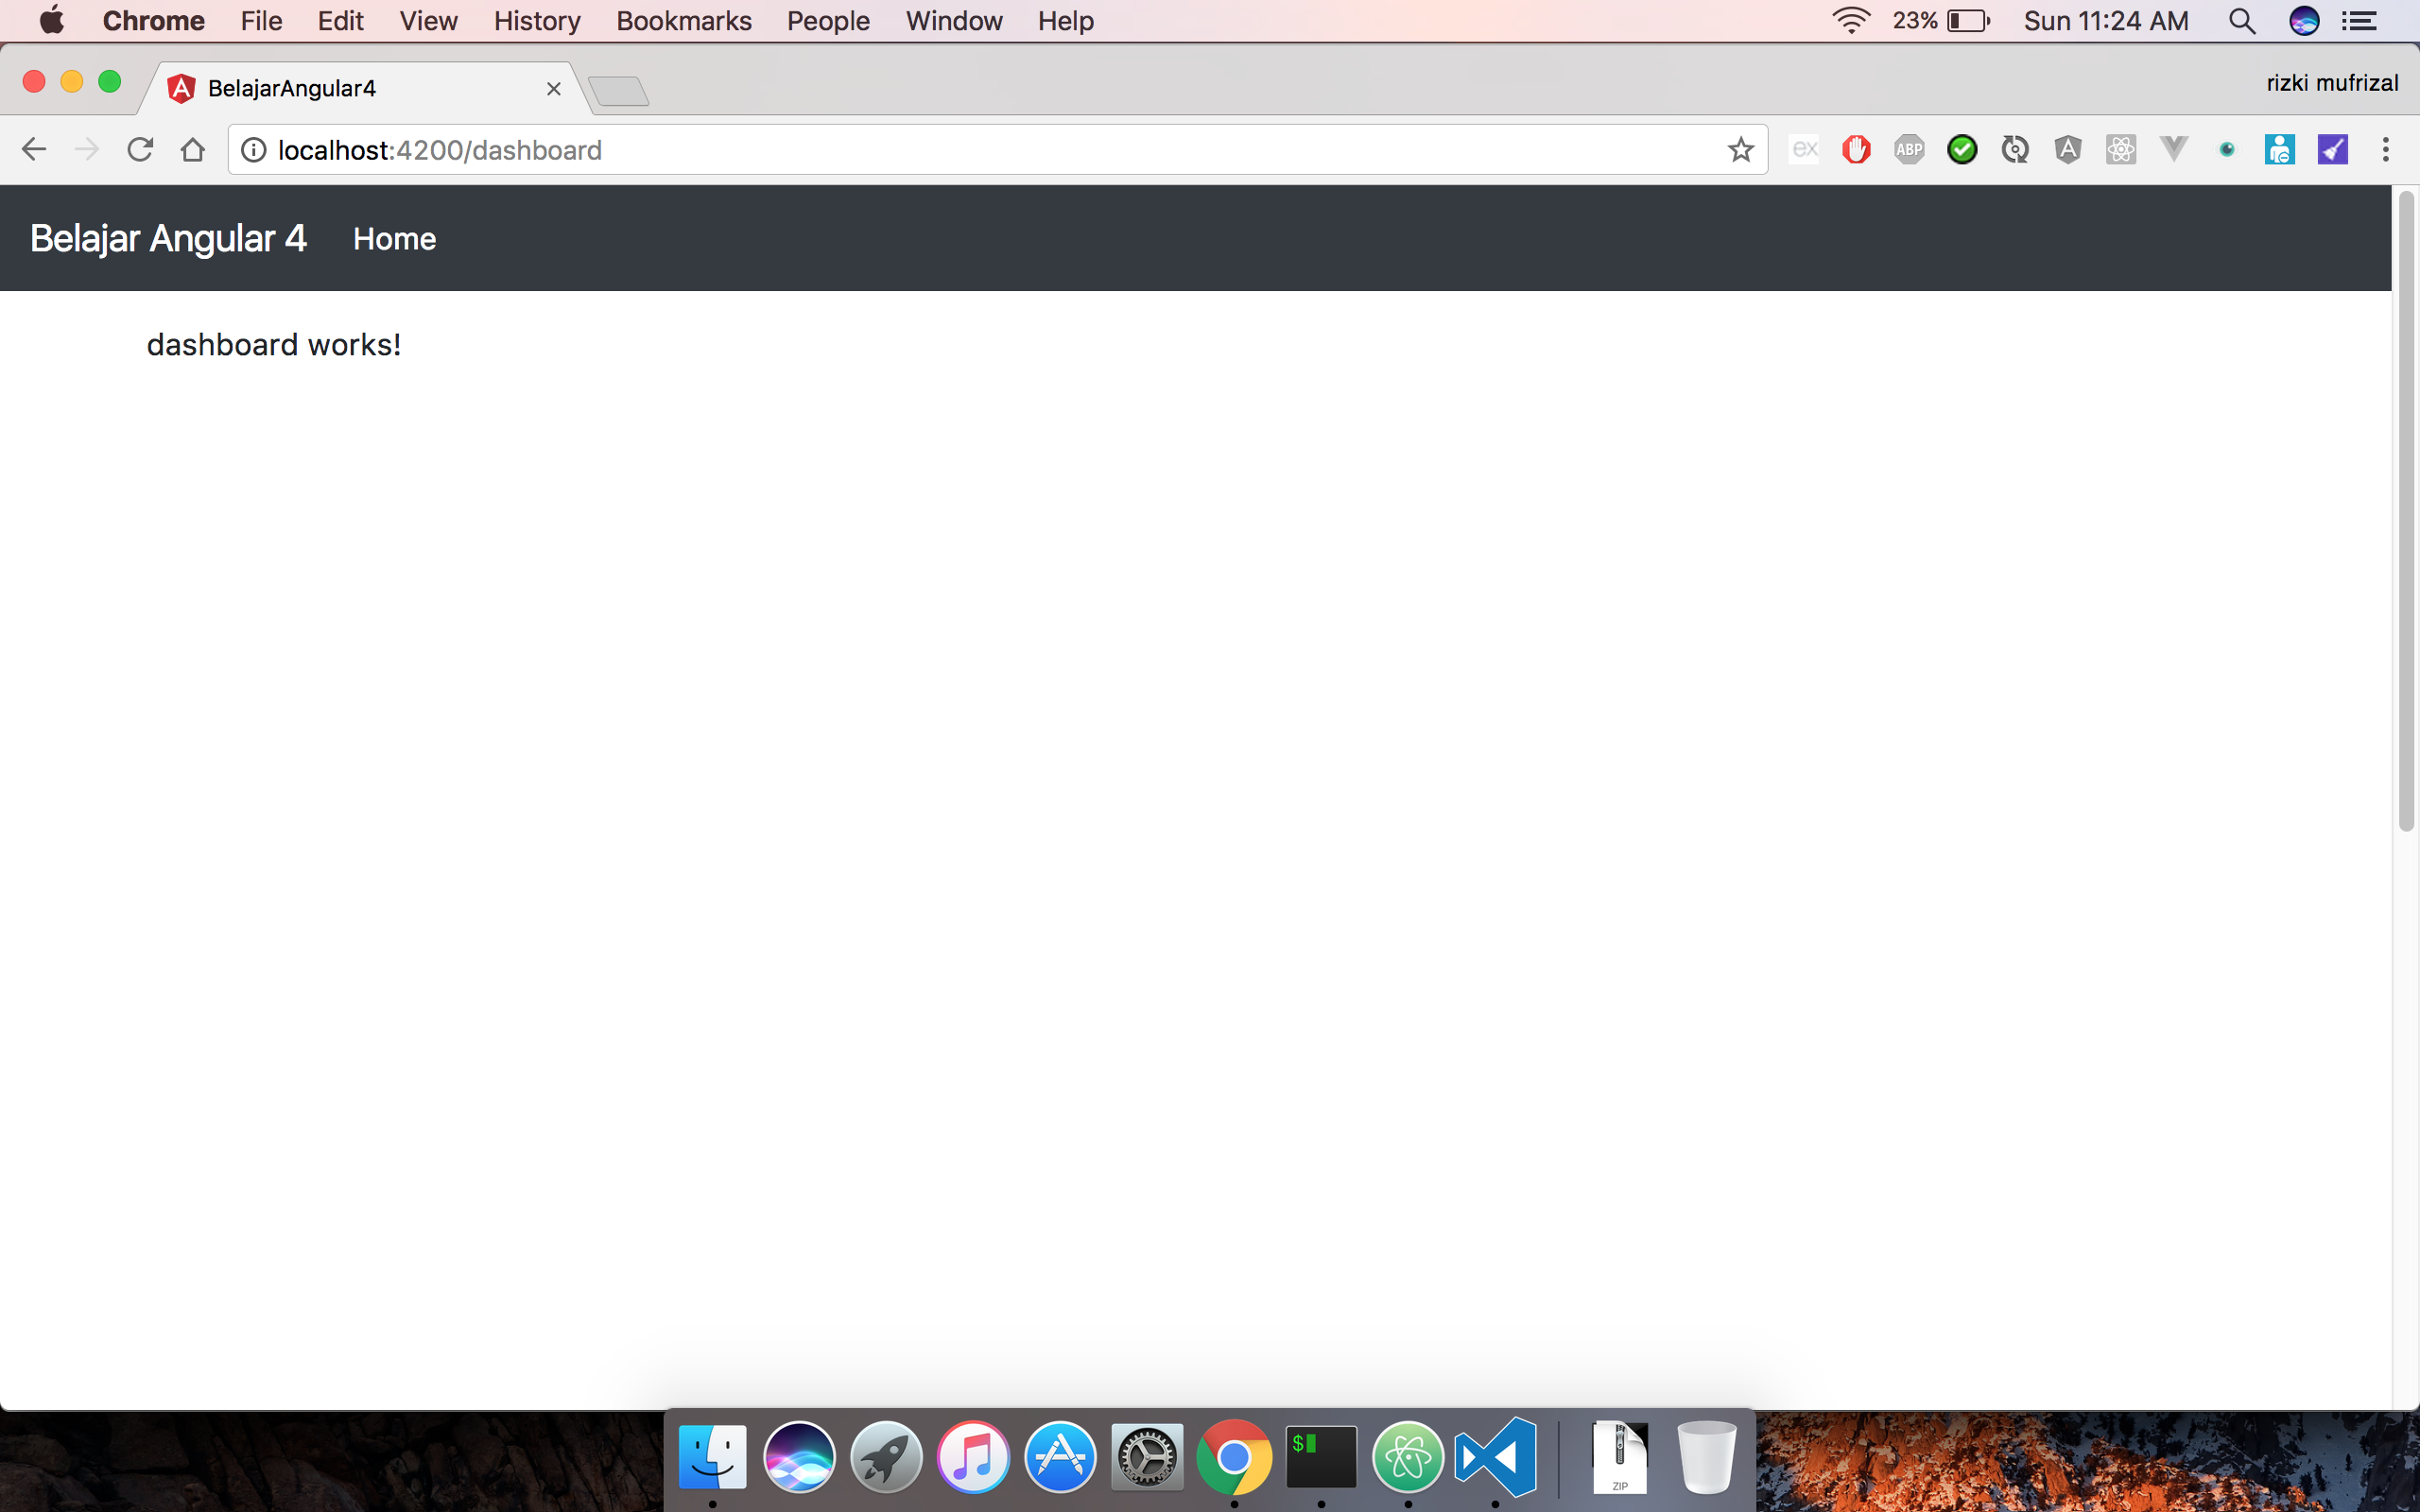 Chrome File Edit View History Bookmarks People Window Help 23% Sun 11:24 AM
BelajarAngular4 rizki mufrizal
localhost:4200/dashboard ex ABP
Belajar Angular 4 Home
dashboard works!
$
ZIP